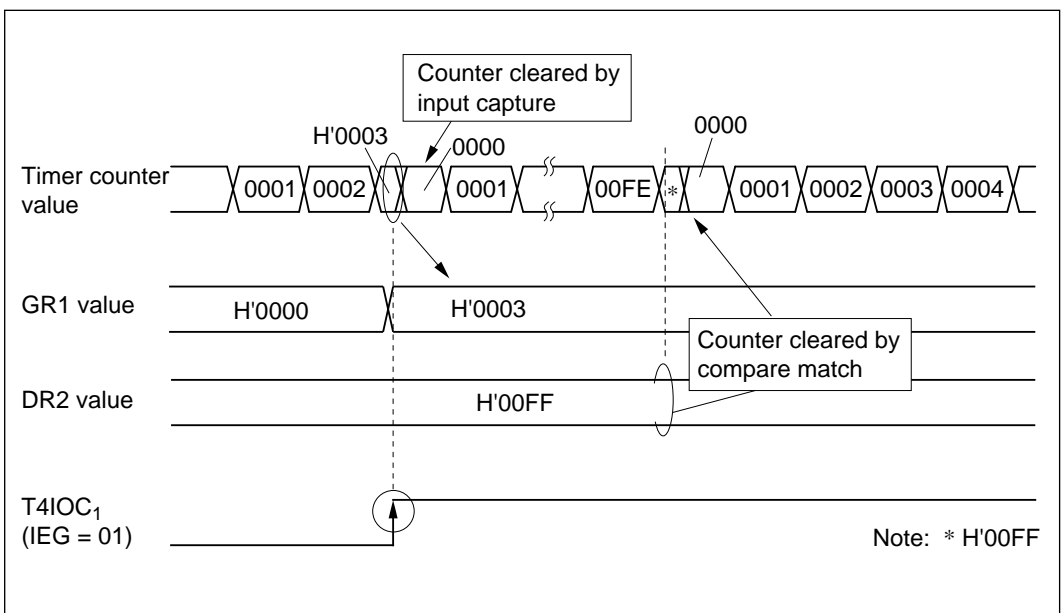 Counter cleared by
input capture
H'0003
0000
0000
Timer counter
value
0001
0002
0001
00FE
*
0001
0002
0003
0004
GR1 value
H'0000
H'0003
Counter cleared by
compare match
DR2 value
H'00FF
T4IOC1
(IEG = 01)
Note: * H'00FF